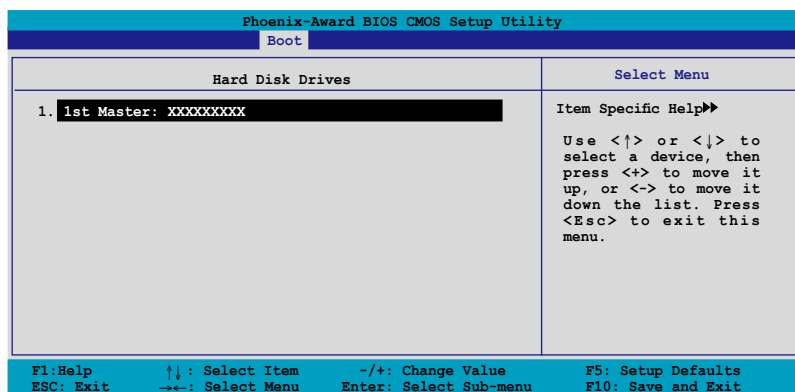 Phoenix-Award BIOS CMOS Setup Utility
Boot
Hard Disk Drives
1. 1st Master: XXXXXXXXX
Select Menu
Item Specific Help▶▶
Use <↑> or <↓> to
select a device, then
press <+> to move it
up, or <-> to move it
down the list. Press
<Esc> to exit this
menu.
F1:Help ↑↓ : Select Item -/+: Change Value F5: Setup Defaults
ESC: Exit →←: Select Menu Enter: Select Sub-menu F10: Save and Exit